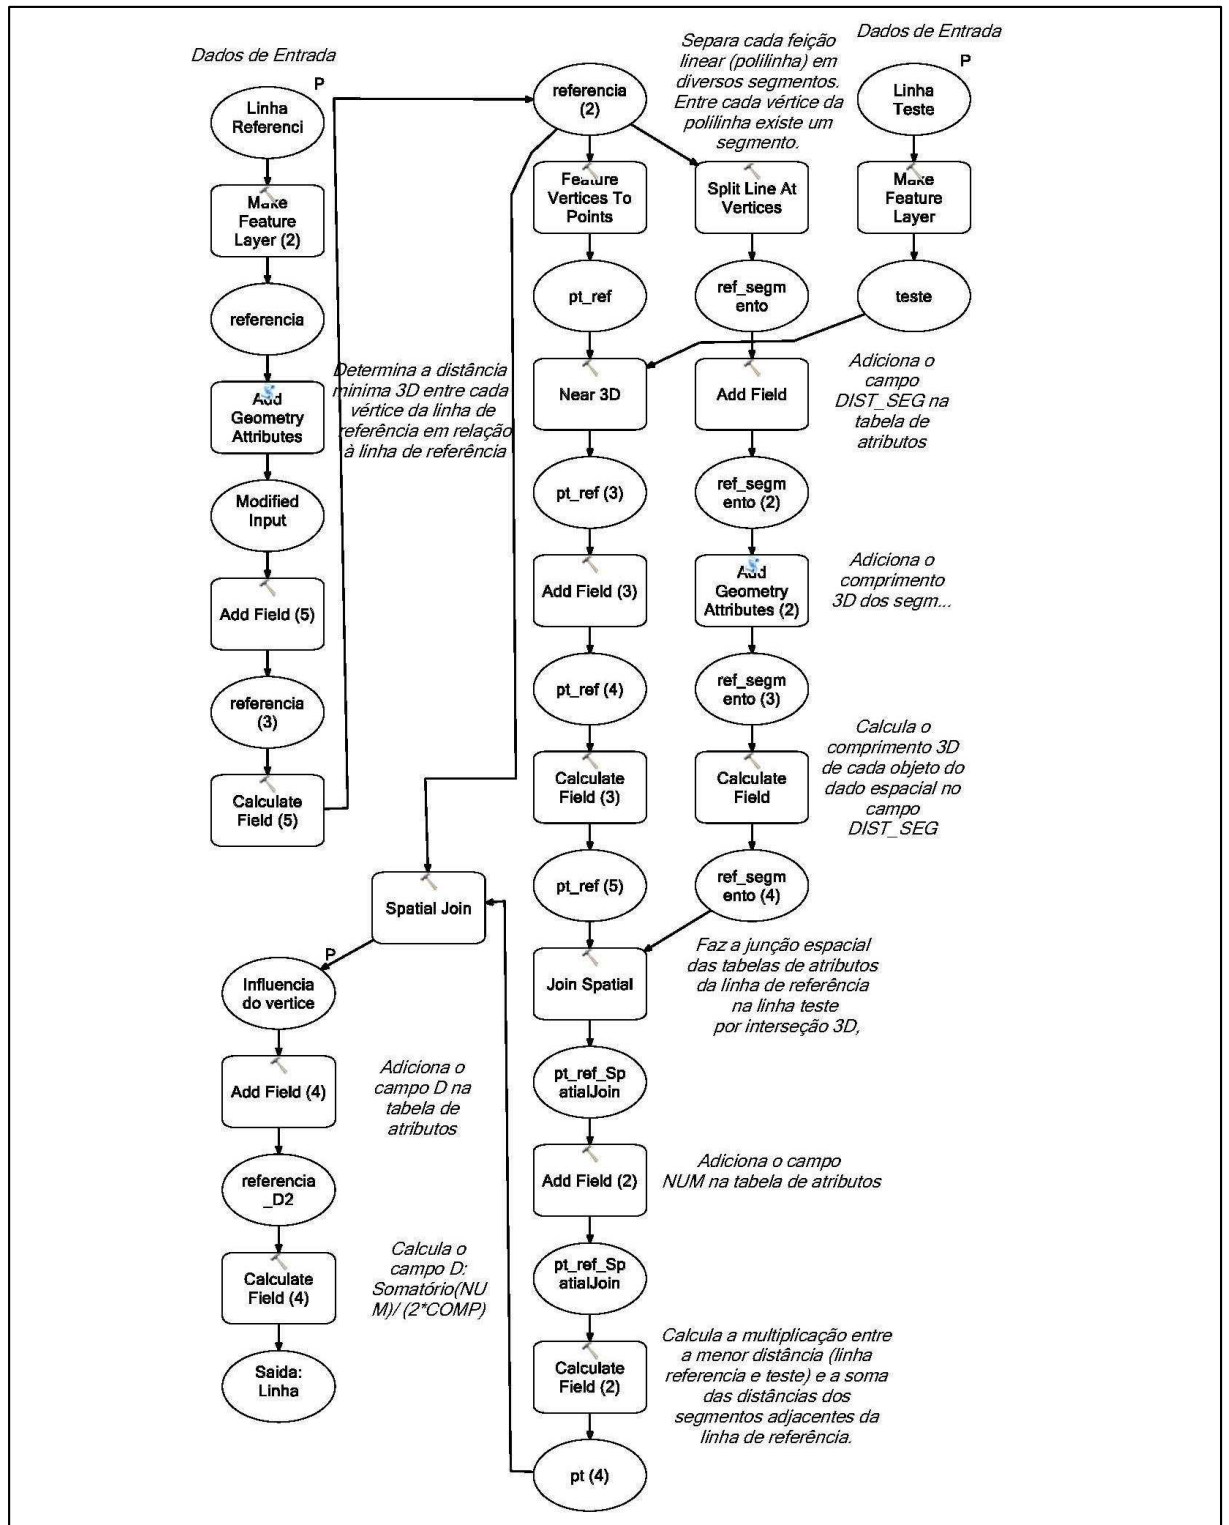 Dados de Entrada
P
Linha
Referenci
Make
Feature
Layer (2)
referencia
Add
Geometry
Attributes
Modified
Input
Add Field (5)
referencia
(3)
Calculate
Field (5)
referencia
(2)
Separa cada feição
linear (polilinha) em
diversos segmentos.
Entre cada vértice da
polilinha existe um
segmento.
Dados de Entrada
P
Linha
Teste
Feature
Vertices To
Points
Split Line At
Vertices
Make
Feature
Layer
pt_ref
ref_segm
ento
teste
Determina a distância
mínima 3D entre cada
vértice da linha de
referência em relação
à linha de referência
Near 3D
Add Field
Adiciona o
campo
DIST_SEG na
tabela de
atributos
pt_ref (3)
ref_segm
ento (2)
Add Field (3)
Add
Geometry
Attributes (2)
Adiciona o
comprimento
3D dos segm...
pt_ref (4)
ref_segm
ento (3)
Calculate
Field (3)
Calculate
Field
Calcula o
comprimento 3D
de cada objeto do
dado espacial no
campo
DIST_SEG
pt_ref (5)
ref_segm
ento (4)
Spatial Join
Join Spatial
Faz a junção espacial
das tabelas de atributos
da linha de referência
na linha teste
por interseção 3D,
P
Influencia
do vertice
pt_ref_Sp
atialJoin
Add Field (4)
Adiciona o
campo D na
tabela de
atributos
Add Field (2)
Adiciona o campo
NUM na tabela de atributos
referencia
_D2
pt_ref_Sp
atialJoin
Calculate
Field (4)
Calcula o
campo D:
Somatório(NU
M)/ (2*COMP)
Calculate
Field (2)
Calcula a multiplicação entre
a menor distância (linha
referencia e teste) e a soma
das distâncias dos
segmentos adjacentes da
linha de referência.
Saida:
Linha
pt (4)